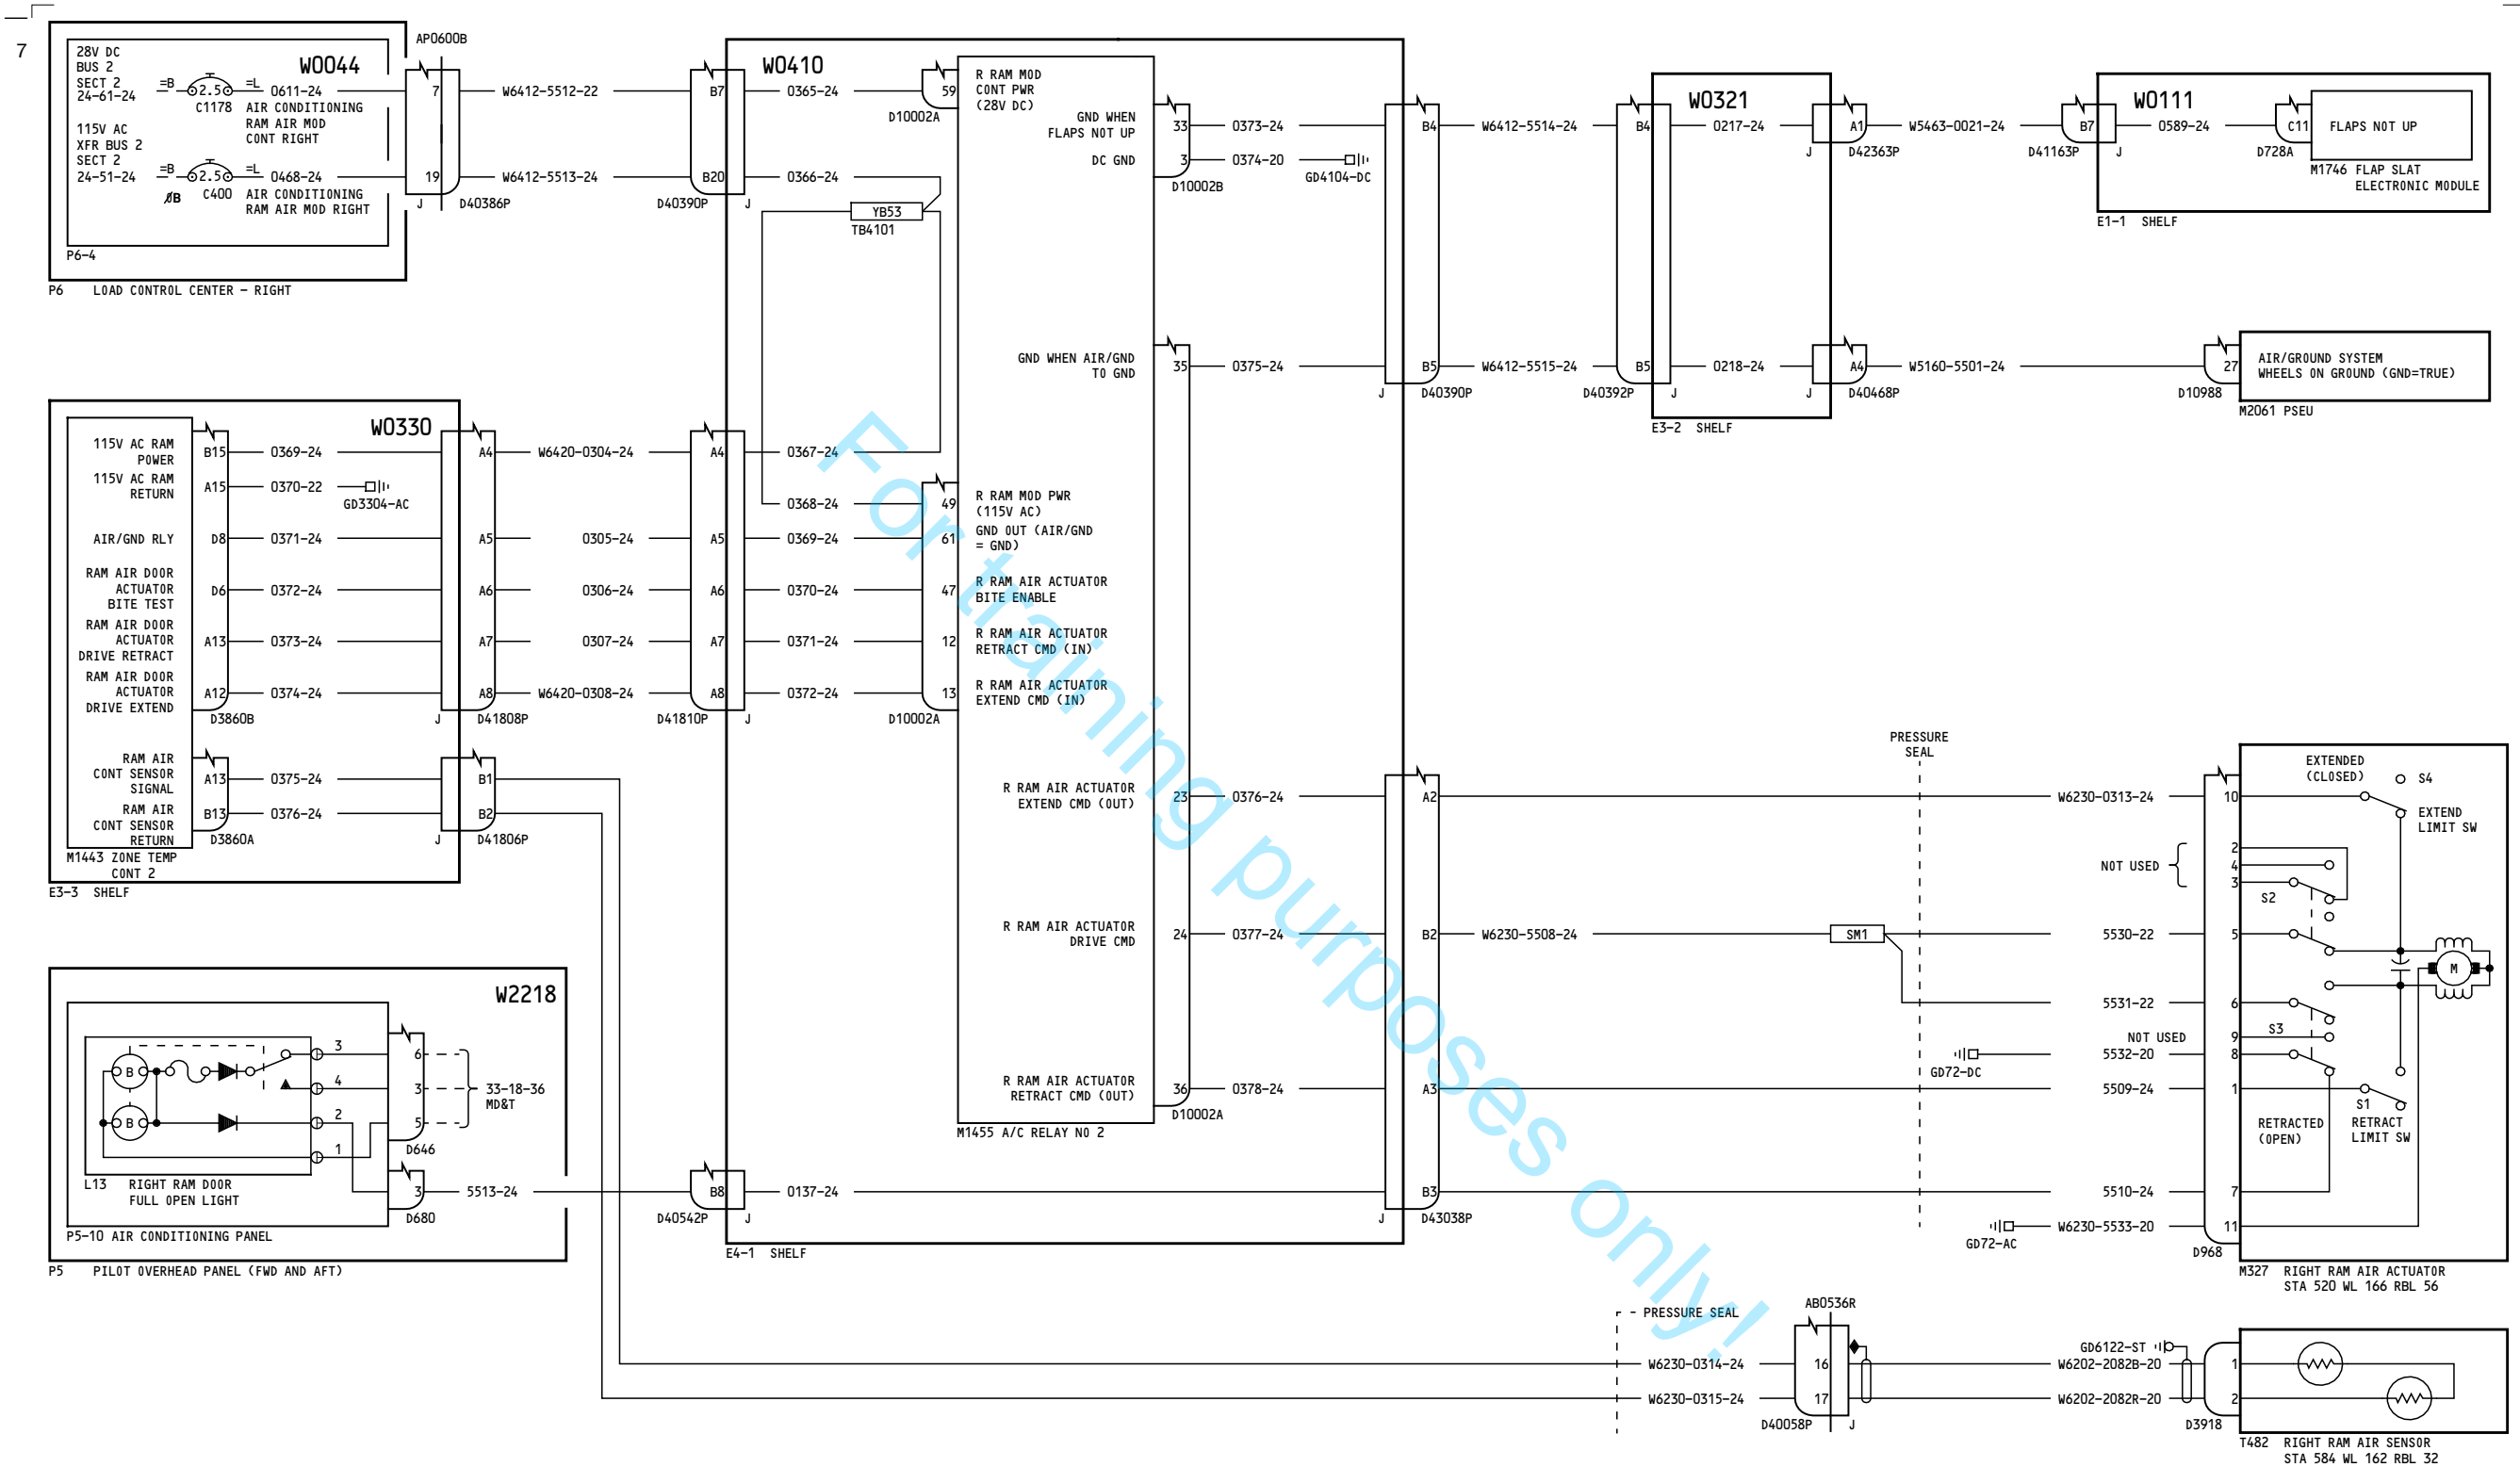 7
28V DC
BUS 2
SECT 2
24-61-24
=B
2.5
=L
0611-24
C1178
AIR CONDITIONING
RAM AIR MOD
CONT RIGHT
W0044
115V AC
XFR BUS 2
SECT 2
24-51-24
=B
2.5
=L
0468-24
ØB
C400
AIR CONDITIONING
RAM AIR MOD RIGHT
P6-4
P6 LOAD CONTROL CENTER - RIGHT
AP0600B
7
19
J
D40386P
W6412-5512-22
W6412-5513-24
B7
B20
D40390P
J
W0410
0365-24
0366-24
YB53
TB4101
59
D10002A
R RAM MOD
CONT PWR
(28V DC)
GND WHEN
FLAPS NOT UP
DC GND
33
3
D10002B
0373-24
0374-20
GD4104-DC
GND WHEN AIR/GND
TO GND
35
0375-24
B4
B5
J
D40390P
W6412-5514-24
W6412-5515-24
B4
B5
D40392P
J
W0321
0217-24
0218-24
A1
J
D42363P
A4
J
D40468P
E3-2 SHELF
W5463-0021-24
W5160-5501-24
B7
D41163P
J
W0111
0589-24
C11
D728A
FLAPS NOT UP
M1746 FLAP SLAT
ELECTRONIC MODULE
E1-1 SHELF
27
D10988
AIR/GROUND SYSTEM
WHEELS ON GROUND (GND=TRUE)
M2061 PSEU
W0330
115V AC RAM
POWER
B15
0369-24
A4
W6420-0304-24
A4
0367-24
115V AC RAM
RETURN
A15
0370-22
GD3304-AC
0368-24
49
R RAM MOD PWR
(115V AC)
AIR/GND RLY
D8
0371-24
A5
0305-24
A5
0369-24
61
GND OUT (AIR/GND
= GND)
RAM AIR DOOR
ACTUATOR
BITE TEST
D6
0372-24
A6
0306-24
A6
0370-24
47
R RAM AIR ACTUATOR
BITE ENABLE
RAM AIR DOOR
ACTUATOR
DRIVE RETRACT
A13
0373-24
A7
0307-24
A7
0371-24
12
R RAM AIR ACTUATOR
RETRACT CMD (IN)
RAM AIR DOOR
ACTUATOR
DRIVE EXTEND
A12
0374-24
A8
W6420-0308-24
A8
0372-24
13
R RAM AIR ACTUATOR
EXTEND CMD (IN)
D3860B
J
D41808P
D41810P
J
D10002A
RAM AIR
CONT SENSOR
SIGNAL
A13
0375-24
B1
RAM AIR
CONT SENSOR
RETURN
B13
0376-24
B2
D3860A
J
D41806P
M1443 ZONE TEMP
CONT 2
E3-3 SHELF
R RAM AIR ACTUATOR
EXTEND CMD (OUT)
23
0376-24
A2
R RAM AIR ACTUATOR
DRIVE CMD
24
0377-24
B2
W6230-5508-24
SM1
R RAM AIR ACTUATOR
RETRACT CMD (OUT)
36
0378-24
A3
D10002A
M1455 A/C RELAY NO 2
PRESSURE
SEAL
W6230-0313-24
10
NOT USED
2
4
3
5530-22
5
5531-22
6
NOT USED
9
5532-20
8
GD72-DC
5509-24
1
5510-24
7
W6230-5533-20
11
GD72-AC
D968
EXTENDED
(CLOSED)
S4
EXTEND
LIMIT SW
S2
M
S3
S1
RETRACTED
(OPEN)
RETRACT
LIMIT SW
M327 RIGHT RAM AIR ACTUATOR
STA 520 WL 166 RBL 56
W2218
B
B
3
4
2
1
6
3
5
33-18-36
MD&T
D646
L13 RIGHT RAM DOOR
FULL OPEN LIGHT
3
D680
5513-24
P5-10 AIR CONDITIONING PANEL
P5 PILOT OVERHEAD PANEL (FWD AND AFT)
B8
D40542P
J
0137-24
B3
J
D43038P
E4-1 SHELF
PRESSURE SEAL
AB0536R
W6230-0314-24
W6230-0315-24
16
17
D40058P
J
GD6122-ST
W6202-2082B-20
W6202-2082R-20
1
2
D3918
T482 RIGHT RAM AIR SENSOR
STA 584 WL 162 RBL 32
For training purposes only!